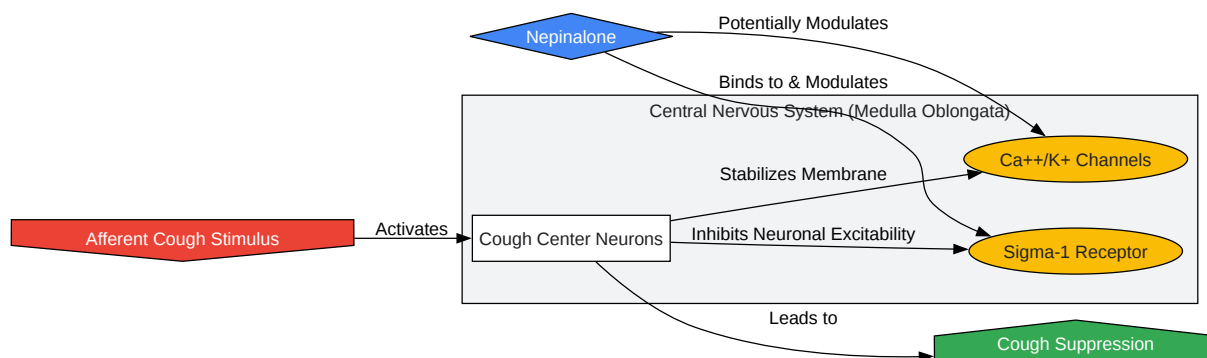 Potentially Modulates
Nepinalone
Binds to & Modulates
Central Nervous System (Medulla Oblongata)
Ca++/K+ Channels
Stabilizes Membrane
Afferent Cough Stimulus
Activates
Cough Center Neurons
Inhibits Neuronal Excitability
Sigma-1 Receptor
Leads to
Cough Suppression